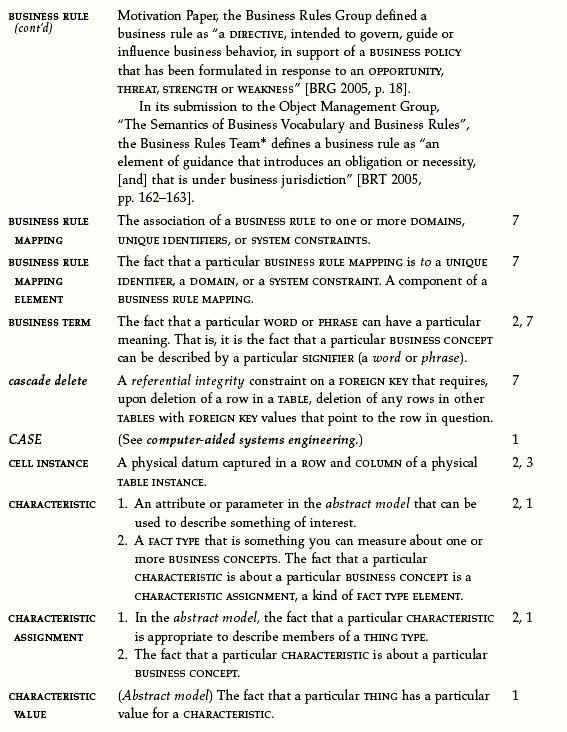 BUSINESS RULE Motivation Paper, the Business Rules Group defined a
(cont'd) business rule as “a DIRECTIVE, intended to govern, guide or
influence business behavior, in support of a BUSINESS POLICY
that has been formulated in response to an OPPORTUNITY,
THREAT, STRENGTH or WEAKNESS” [BRG 2005, p. 18].
In its submission to the Object Management Group,
“The Semantics of Business Vocabulary and Business Rules”,
the Business Rules Team* defines a business rule as “an
element of guidance that introduces an obligation or necessity,
[and] that is under business jurisdiction” [BRT 2005,
pp. 162–163].
BUSINESS RULE The association of a BUSINESS RULE to one or more DOMAINS, 7
MAPPING UNIQUE IDENTIFIERS, or SYSTEM CONSTRAINTS.
BUSINESS RULE The fact that a particular BUSINESS RULE MAPPPING is to a UNIQUE 7
MAPPING IDENTIFER, a DOMAIN, or a SYSTEM CONSTRAINT. A component of a
ELEMENT BUSINESS RULE MAPPING.
BUSINESS TERM The fact that a particular WORD or PHRASE can have a particular 2, 7
meaning. That is, it is the fact that a particular BUSINESS CONCEPT
can be described by a particular SIGNIFIER (a word or phrase).
cascade delete A referential integrity constraint on a FOREIGN KEY that requires, 7
upon deletion of a row in a TABLE, deletion of any rows in other
TABLES with FOREIGN KEY values that point to the row in question.
CASE (See computer-aided systems engineering.) 1
CELL INSTANCE A physical datum captured in a ROW and COLUMN of a physical 2, 3
TABLE INSTANCE.
CHARACTERISTIC 1. An attribute or parameter in the abstract model that can be 2, 1
used to describe something of interest.
2. A FACT TYPE that is something you can measure about one or
more BUSINESS CONCEPTS. The fact that a particular
CHARACTERISTIC is about a particular BUSINESS CONCEPT is a
CHARACTERISTIC ASSIGNMENT, a kind of FACT TYPE ELEMENT.
CHARACTERISTIC 1. In the abstract model, the fact that a particular CHARACTERISTIC 2, 1
ASSIGNMENT is appropriate to describe members of a THING TYPE.
2. The fact that a particular CHARACTERISTIC is about a particular
BUSINESS CONCEPT.
CHARACTERISTIC (Abstract model) The fact that a particular THING has a particular 1
VALUE value for a CHARACTERISTIC.